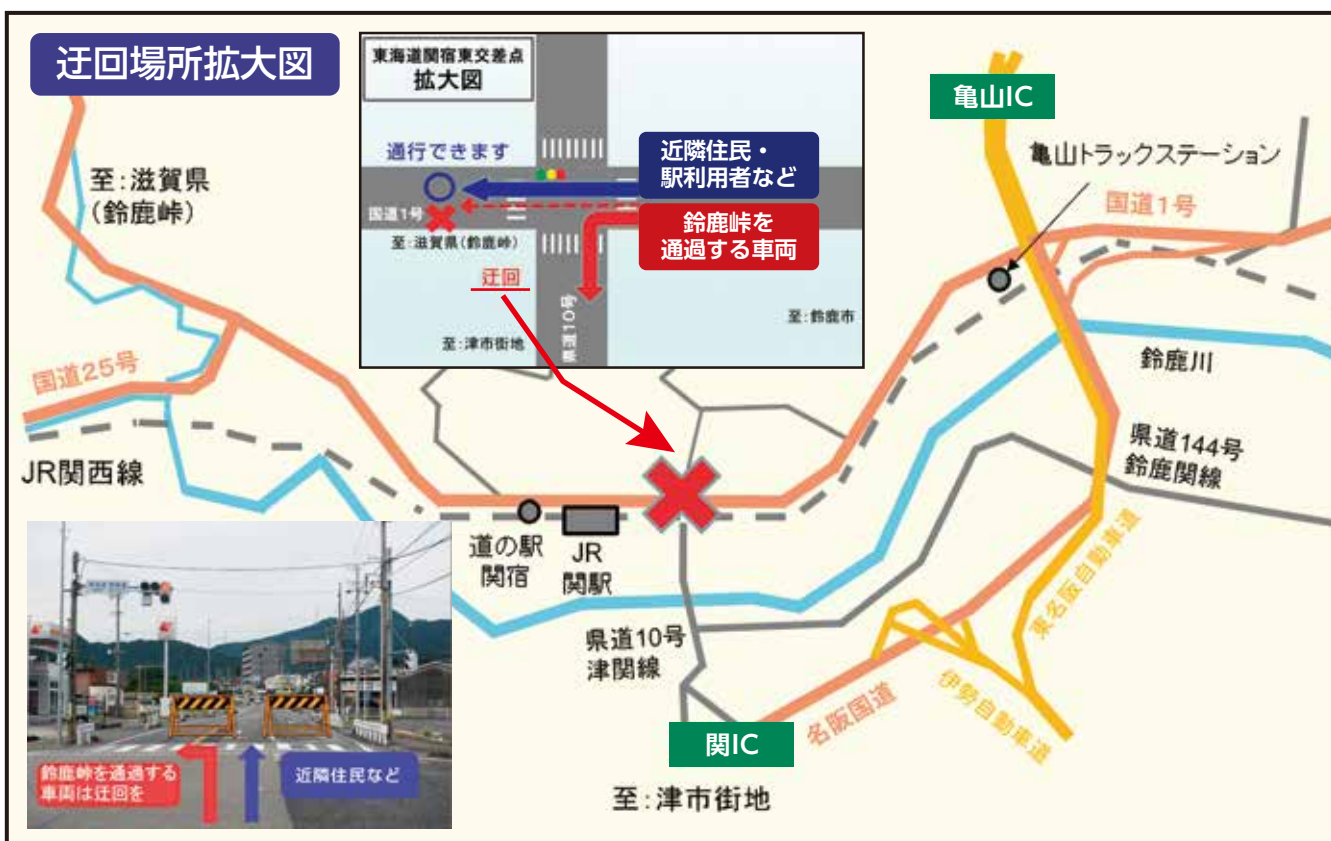 迂回場所拡大図
東海道関宿東交差点
拡大図
通行できます
近隣住民・
駅利用者など
国道1号
鈴鹿峠を
通過する車両
至:滋賀県(鈴鹿峠)
迂回
県道10号
至:鈴鹿市
至:津市街地
亀山IC
亀山トラックステーション
国道1号
至:滋賀県
(鈴鹿峠)
国道25号
鈴鹿川
JR関西線
県道144号
鈴鹿関線
道の駅
関宿
JR
関駅
県道10号
津関線
東名阪自動車道
伊勢自動車道
名阪国道
関IC
至:津市街地
鈴鹿峠を通過する
車両は迂回を
近隣住民など